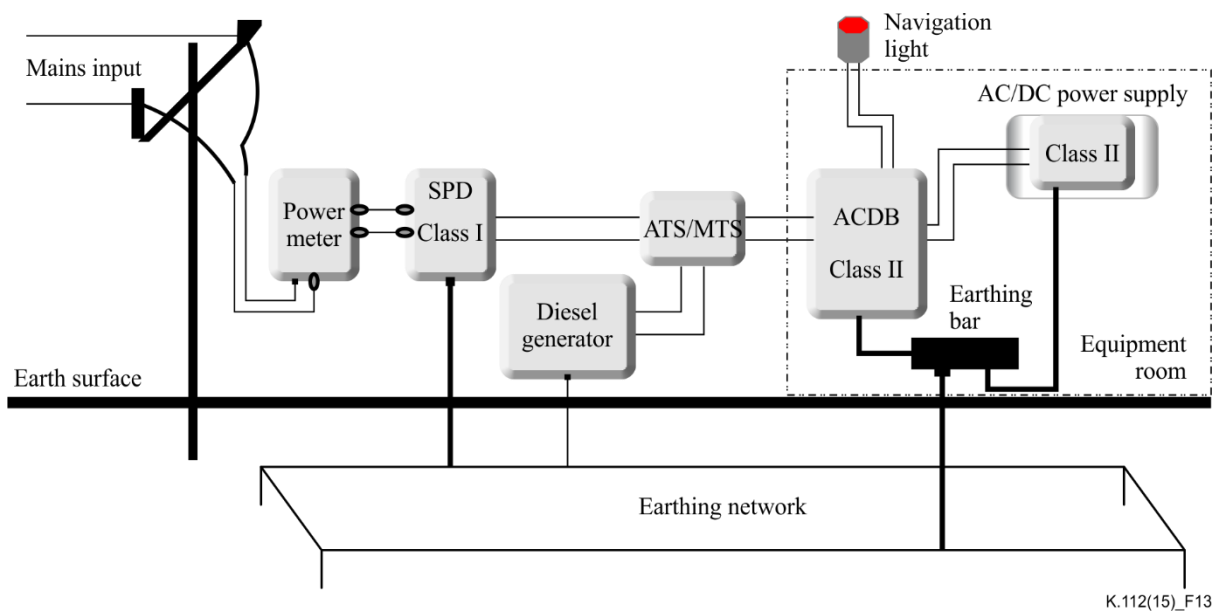 Navigation
light
Mains input
AC/DC power supply
Class II
SPD
Class I
Power
meter
ATS/MTS
ACDB
Class II
Diesel
generator
Earthing
bar
Equipment
room
Earth surface
Earthing network
K.112(15)_F13